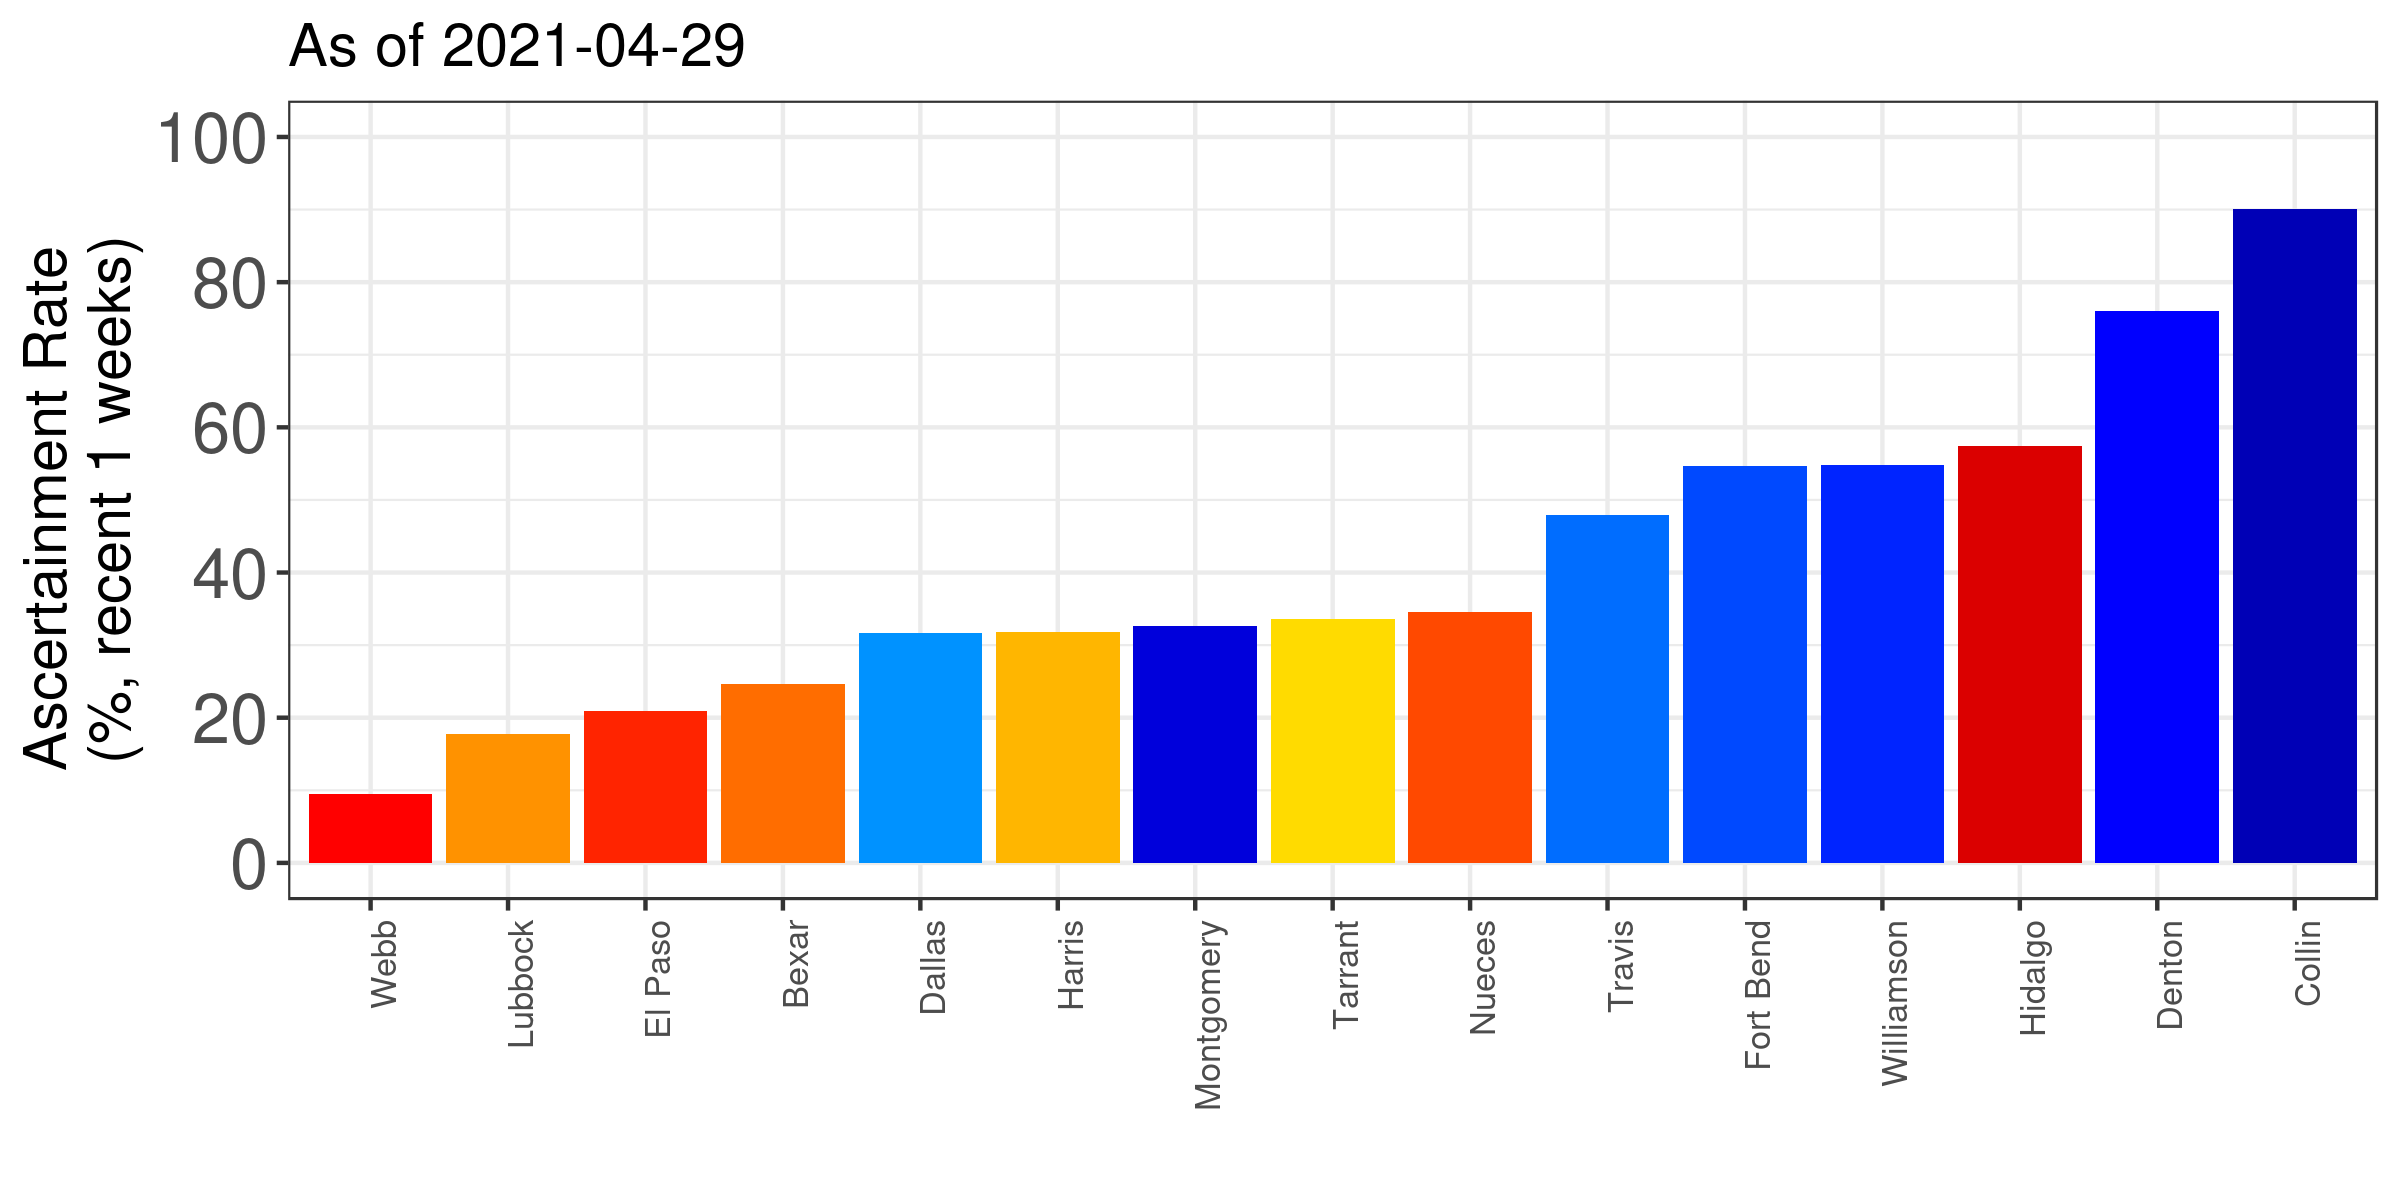 As of 2021-04-29
Ascertainment Rate
(%, recent 1 weeks)
100
80
60
40
20
0
Webb
Lubbock
El Paso
Bexar
Dallas
Harris
Montgomery
Tarrant
Nueces
Travis
Fort Bend
Williamson
Hidalgo
Denton
Collin